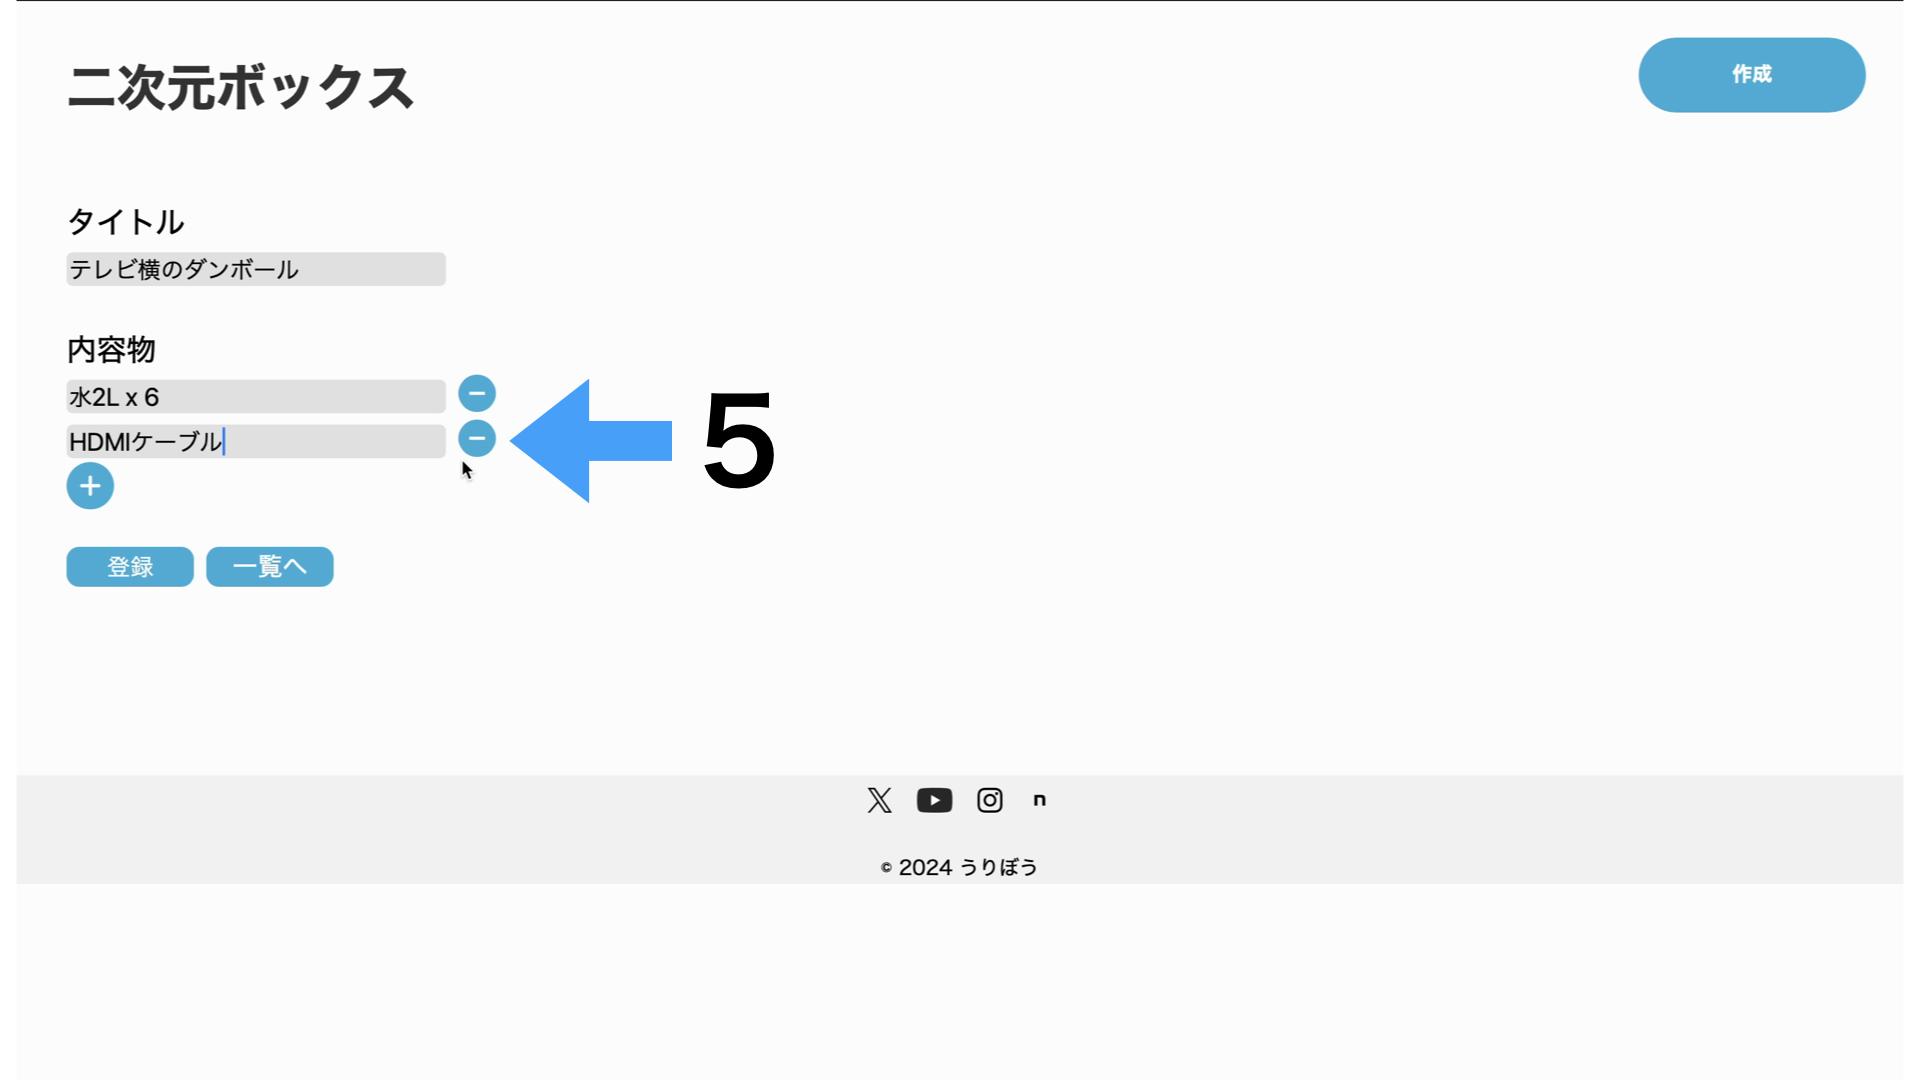 二次元ボックス
作成
タイトル
テレビ横のダンボール
内容物
水2L x 6
HDMIケーブル
5
登録
一覧へ
© 2024 うりぼう